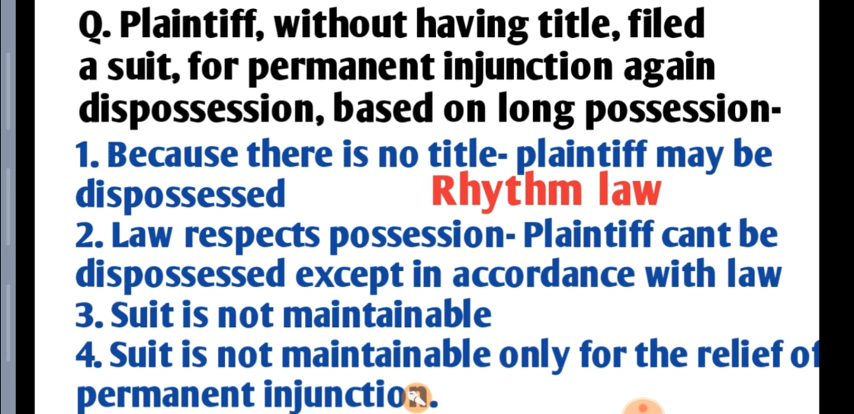 Q. Plaintiff, without having title, filed
a suit, for permanent injunction again
dispossession, based on long possession-
1. Because there is no title- plaintiff may be
dispossessed
Rhythm law
2. Law respects possession- Plaintiff cant be
dispossessed except in accordance with law
3. Suit is not maintainable
4. Suit is not maintainable only for the relief of
permanent injunction.